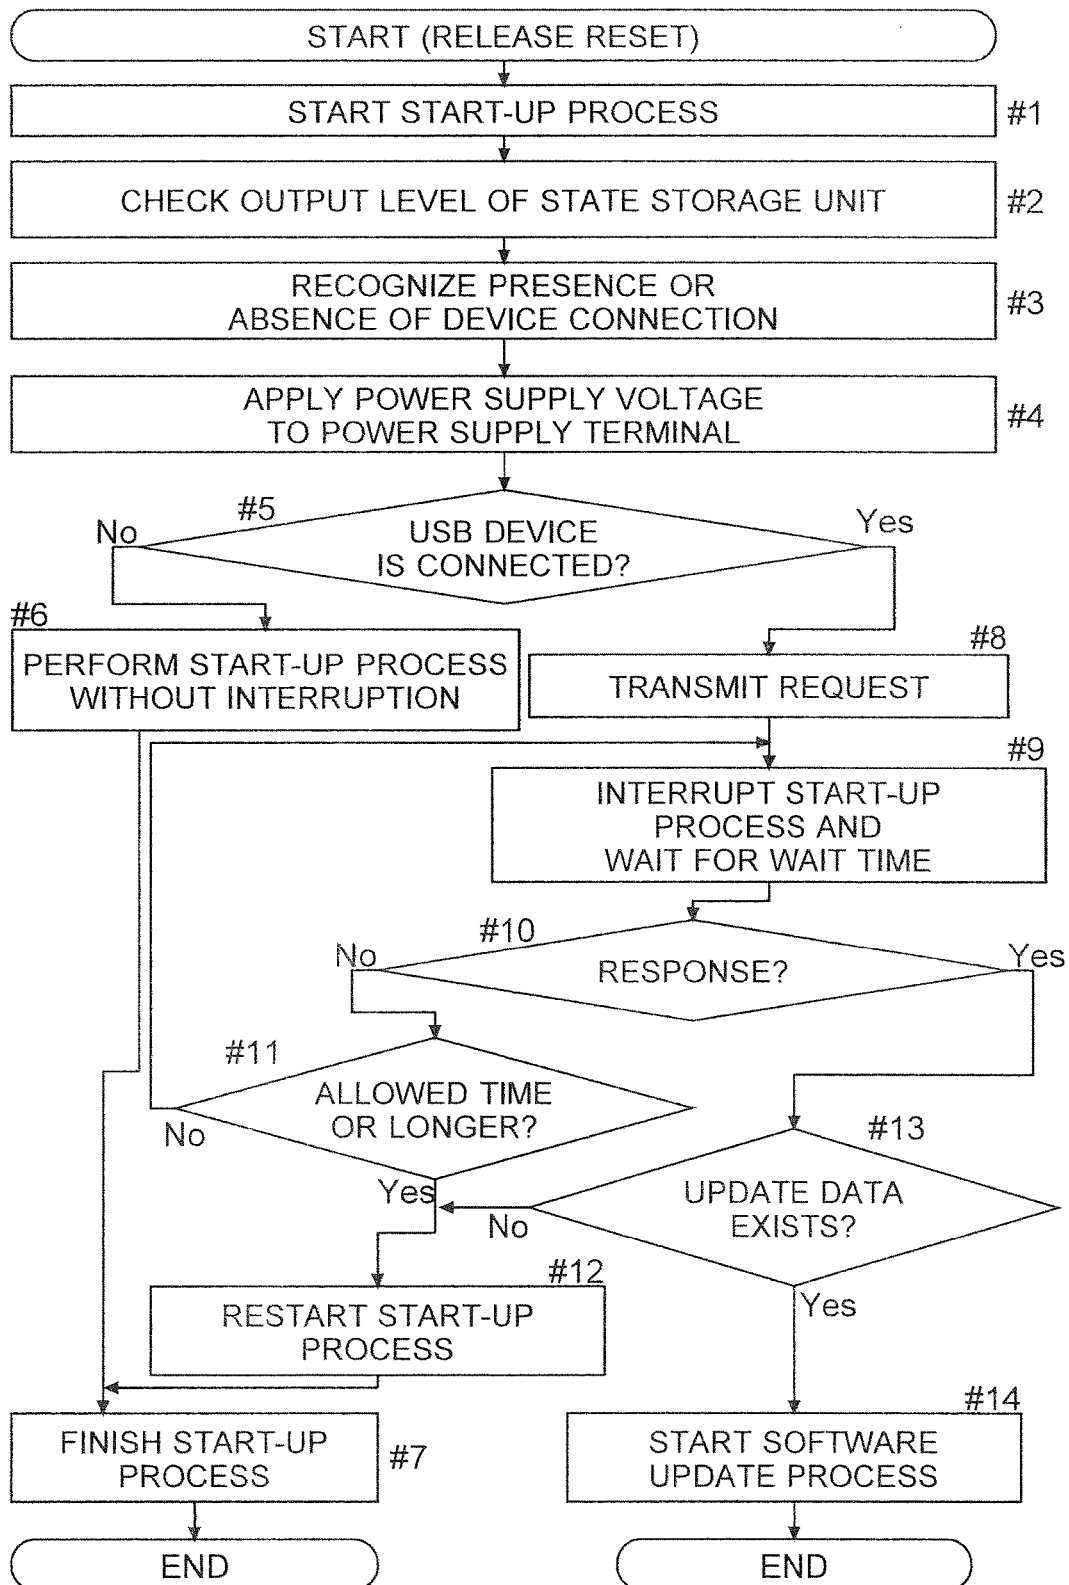 START (RELEASE RESET)
START START-UP PROCESS
#1
CHECK OUTPUT LEVEL OF STATE STORAGE UNIT
#2
RECOGNIZE PRESENCE OR
ABSENCE OF DEVICE CONNECTION
#3
APPLY POWER SUPPLY VOLTAGE
TO POWER SUPPLY TERMINAL
#4
#5
No
USB DEVICE
IS CONNECTED?
Yes
#6
PERFORM START-UP PROCESS
WITHOUT INTERRUPTION
#8
TRANSMIT REQUEST
#9
INTERRUPT START-UP
PROCESS AND
WAIT FOR WAIT TIME
#10
No
RESPONSE?
Yes
#11
ALLOWED TIME
OR LONGER?
No
Yes
#13
UPDATE DATA
EXISTS?
No
Yes
#12
RESTART START-UP
PROCESS
#14
FINISH START-UP
PROCESS
#7
START SOFTWARE
UPDATE PROCESS
END
END